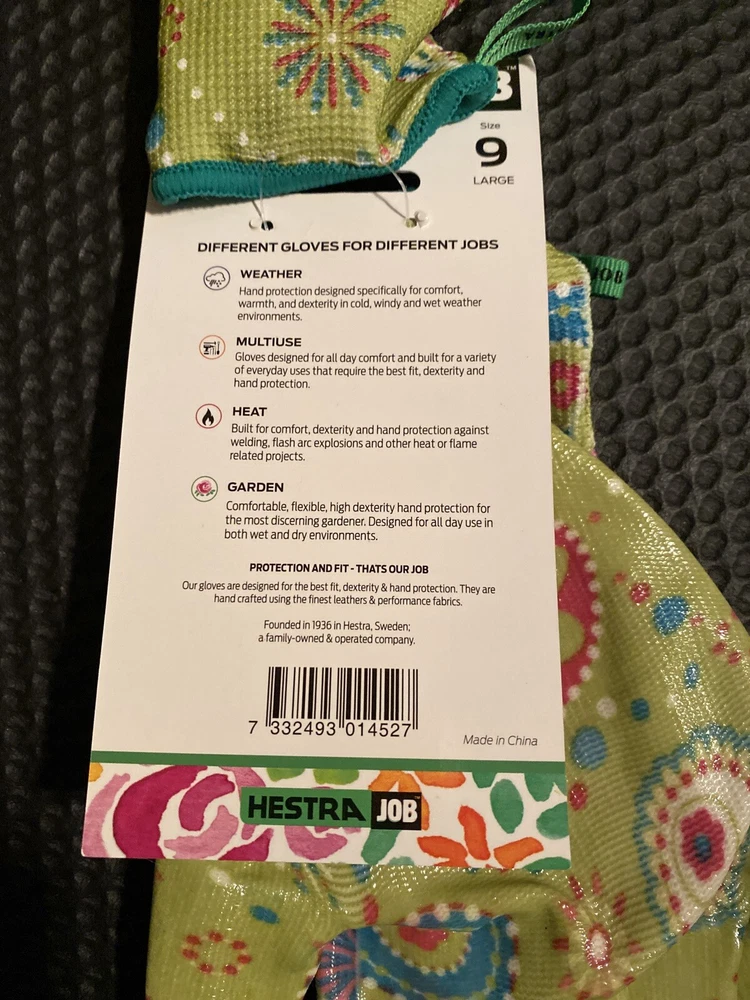 B™
Size
9
LARGE
DIFFERENT GLOVES FOR DIFFERENT JOBS
WEATHER
Hand protection designed specifically for comfort,
warmth, and dexterity in cold, windy and wet weather
environments.
JOB
MULTIUSE
Gloves designed for all day comfort and built for a variety
of everyday uses that require the best fit, dexterity and
hand protection.
HEAT
Built for comfort, dexterity and hand protection against
welding, flash arc explosions and other heat or flame
related projects.
GARDEN
Comfortable, flexible, high dexterity hand protection for
the most discerning gardener. Designed for all day use in
both wet and dry environments.
PROTECTION AND FIT - THATS OUR JOB
Our gloves are designed for the best fit, dexterity & hand protection. They are
hand crafted using the finest leathers & performance fabrics.
Founded in 1936 in Hestra, Sweden;
a family-owned & operated company.
7 332493 014527
Made in China
HESTRA JOB™